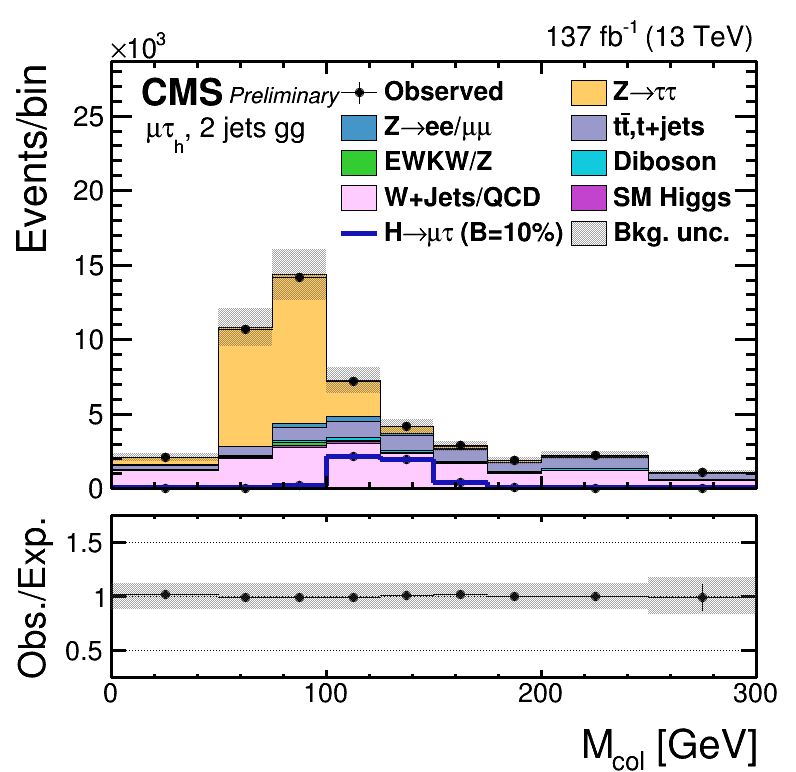 ×10³
137 fb⁻¹ (13 TeV)
CMS Preliminary
μτₕ, 2 jets gg
Observed
Z→ττ
Z→ee/μμ
tt̄,t+jets
EWKW/Z
Diboson
W+Jets/QCD
SM Higgs
H→μτ (B=10%)
Bkg. unc.
Events/bin
25
20
15
10
5
0
Obs./Exp.
1.5
1
0.5
0
100
200
300
M_col [GeV]